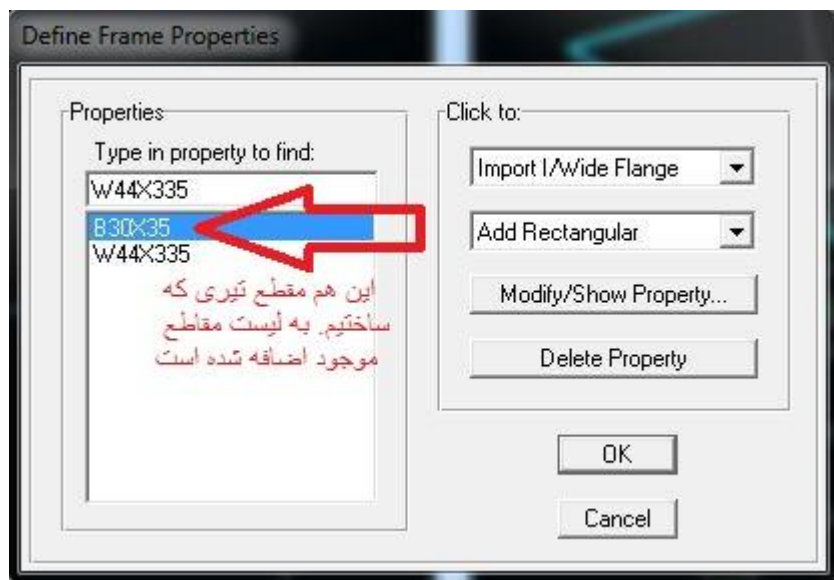 Define Frame Properties
Properties
Type in property to find:
W44X335
B30X35
W44X335
این هم مقطع تیری که
ساختیم. به لیست مقاطع
موجود اضافه شده است
Click to:
Import I/Wide Flange
Add Rectangular
Modify/Show Property...
Delete Property
OK
Cancel